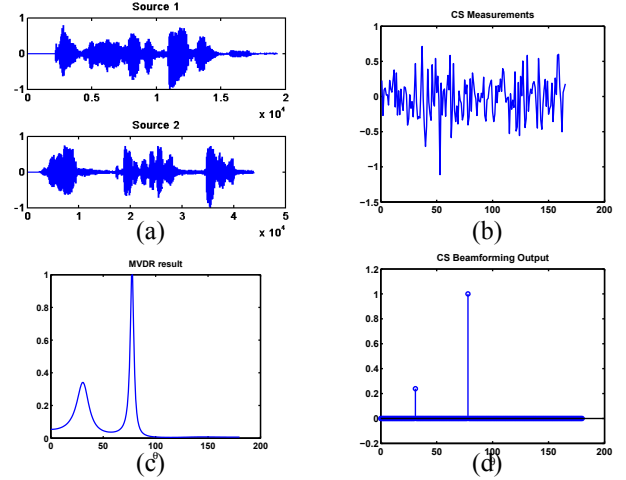 Source 1
1
0
-1
0 0.5 1 1.5 2
x 10^4
Source 2
1
0
-1
0 1 2 3 4 5
x 10^4
(a)
CS Measurements
1
0.5
0
-0.5
-1
-1.5
0 50 100 150 200
(b)
MVDR result
1
0.8
0.6
0.4
0.2
0
0 50 100 150 200
θ
(c)
CS Beamforming Output
1.2
1
0.8
0.6
0.4
0.2
0
-0.2
0 50 100 150 200
θ
(d)